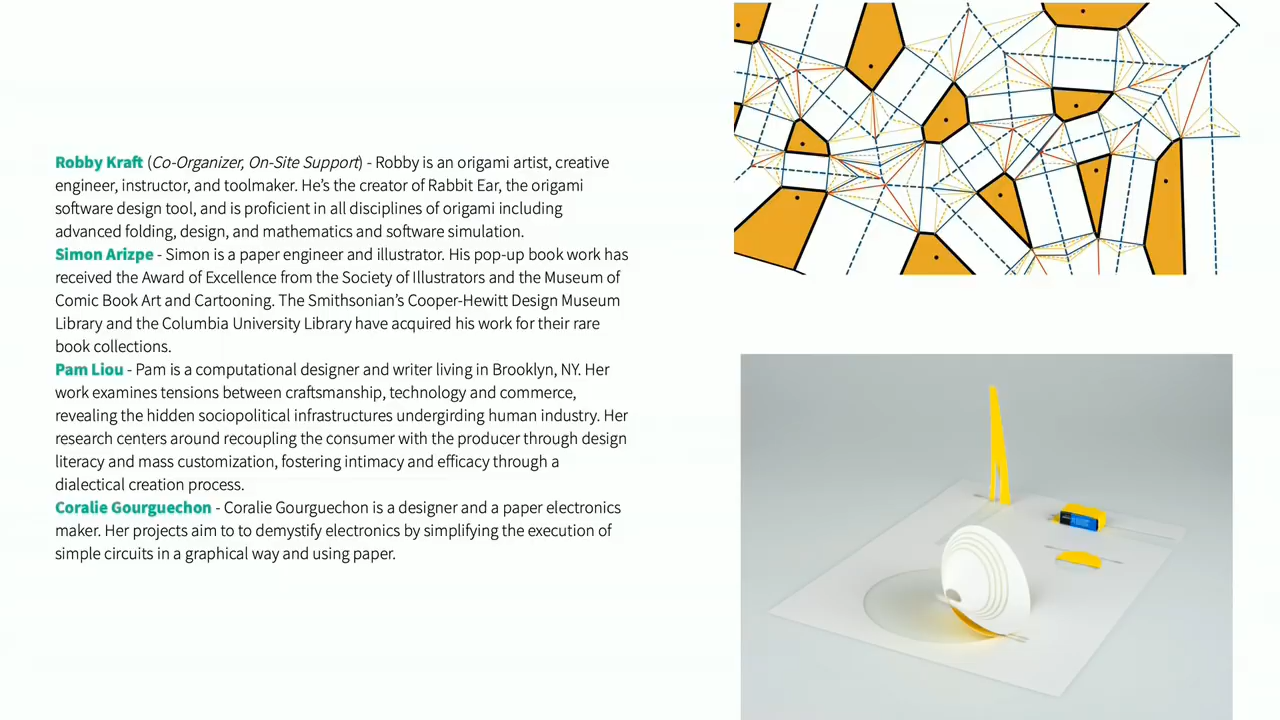 Robby Kraft (Co-Organizer, On-Site Support) - Robby is an origami artist, creative
engineer, instructor, and toolmaker. He's the creator of Rabbit Ear, the origami
software design tool, and is proficient in all disciplines of origami including
advanced folding, design, and mathematics and software simulation.
Simon Arizpe - Simon is a paper engineer and illustrator. His pop-up book work has
received the Award of Excellence from the Society of Illustrators and the Museum of
Comic Book Art and Cartooning. The Smithsonian's Cooper-Hewitt Design Museum
Library and the Columbia University Library have acquired his work for their rare
book collections.
Pam Liou - Pam is a computational designer and writer living in Brooklyn, NY. Her
work examines tensions between craftsmanship, technology and commerce,
revealing the hidden sociopolitical infrastructures undergirding human industry. Her
research centers around recoupling the consumer with the producer through design
literacy and mass customization, fostering intimacy and efficacy through a
dialectical creation process.
Coralie Gourguechon - Coralie Gourguechon is a designer and a paper electronics
maker. Her projects aim to to demystify electronics by simplifying the execution of
simple circuits in a graphical way and using paper.